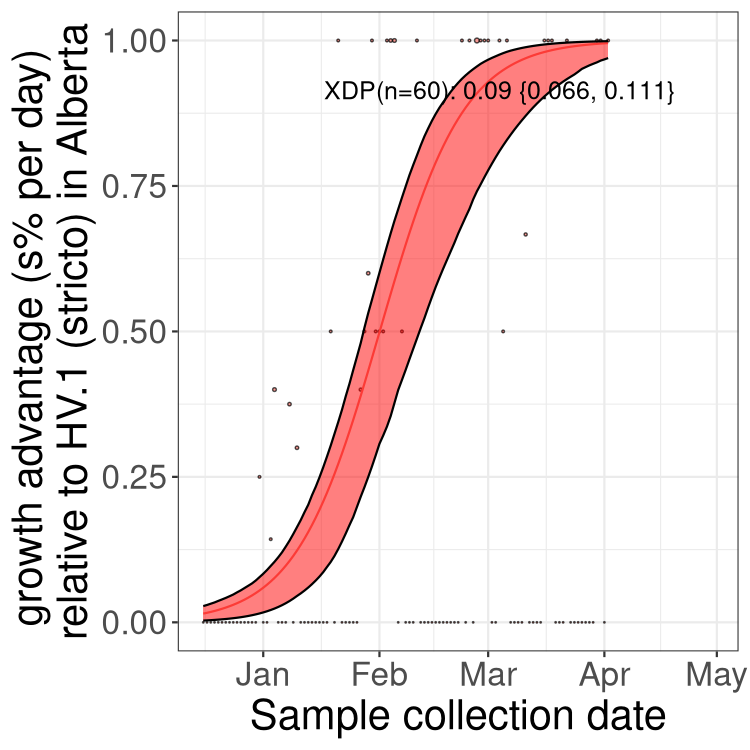 growth advantage (s% per day)
relative to HV.1 (stricto) in Alberta
1.00
0.75
0.50
0.25
0.00
XDP(n=60): 0.09 {0.066, 0.111}
Jan Feb Mar Apr May
Sample collection date